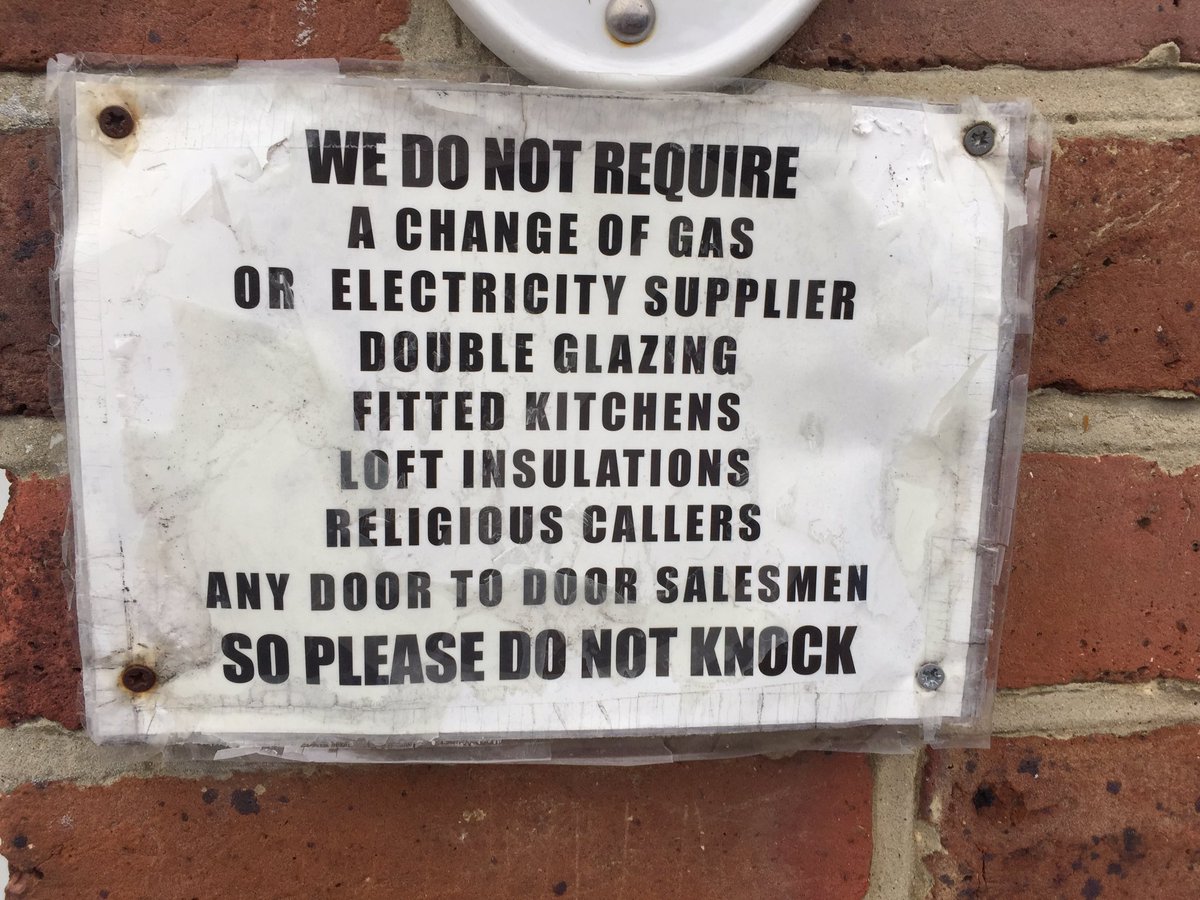 WE DO NOT REQUIRE
A CHANGE OF GAS
OR ELECTRICITY SUPPLIER
DOUBLE GLAZING
FITTED KITCHENS
LOFT INSULATIONS
RELIGIOUS CALLERS
ANY DOOR TO DOOR SALESMEN
SO PLEASE DO NOT KNOCK